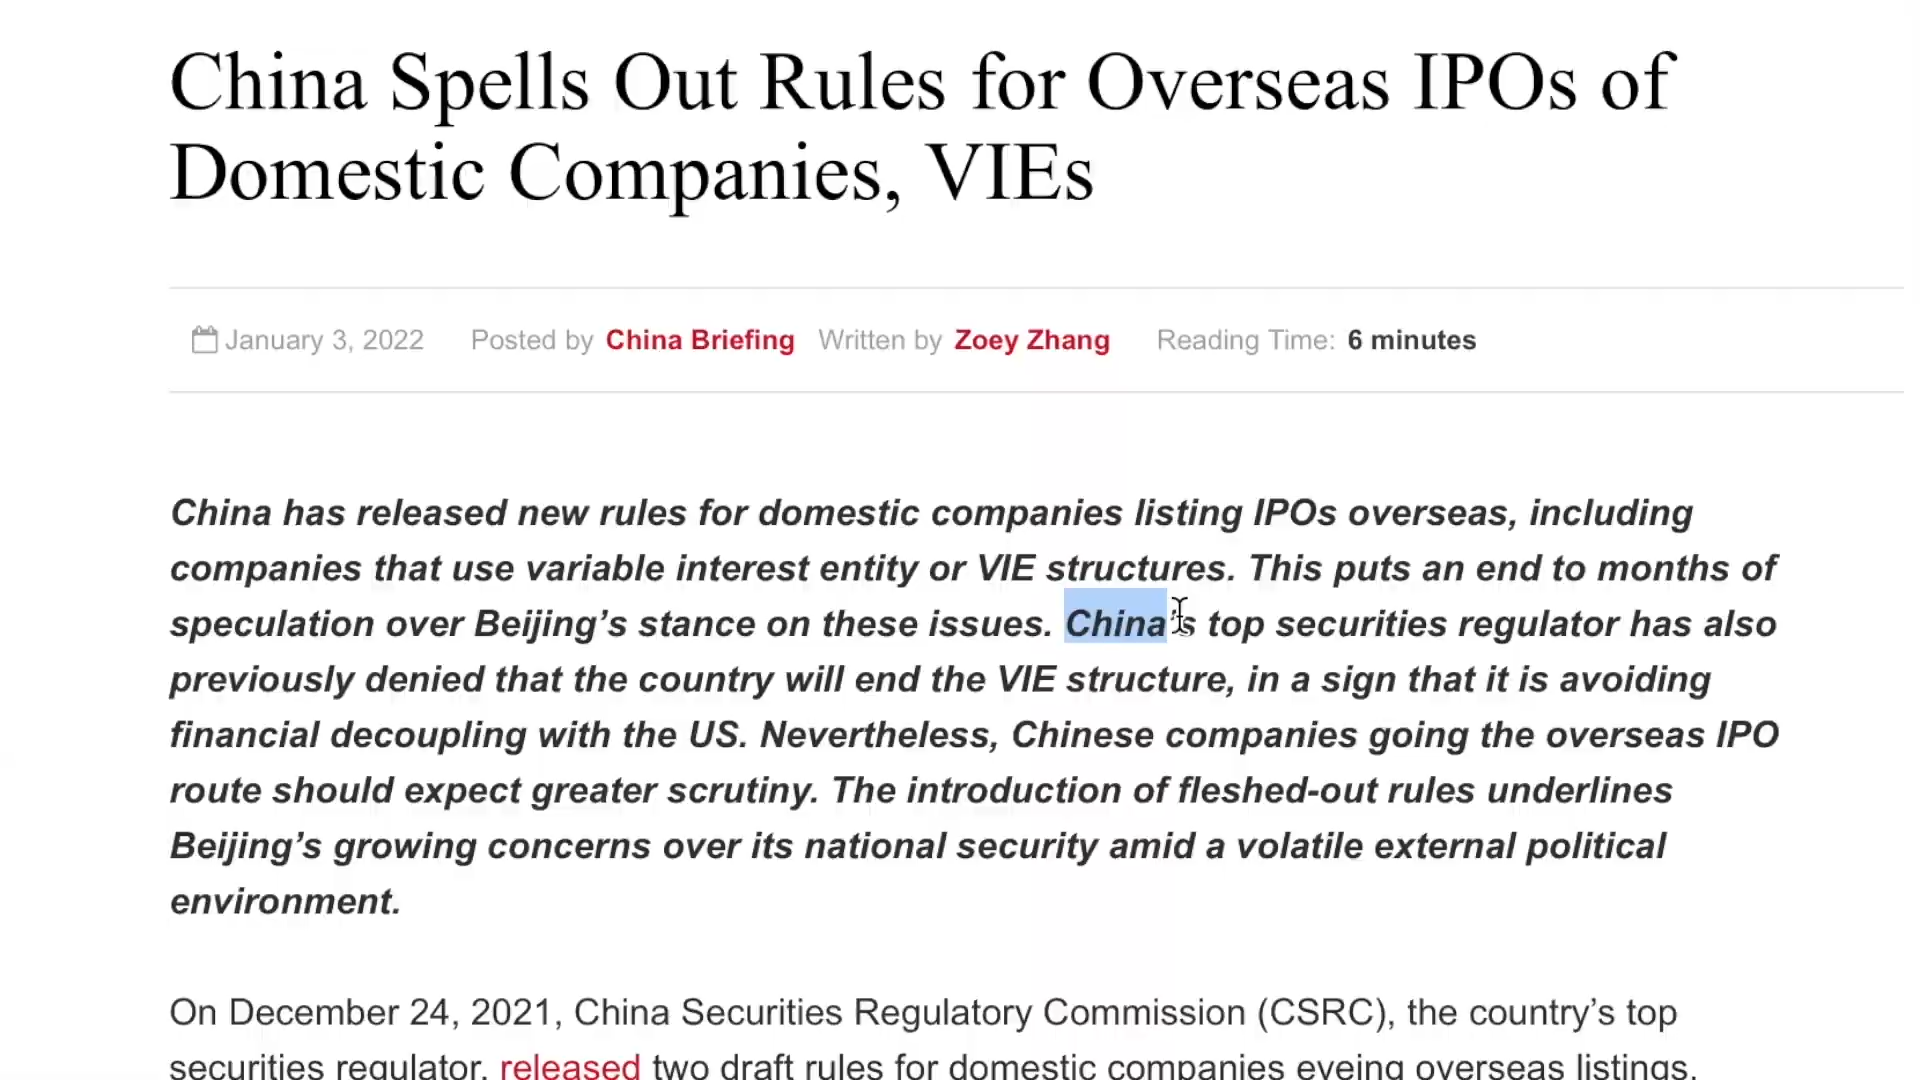 China Spells Out Rules for Overseas IPOs of
Domestic Companies, VIEs
January 3, 2022 Posted by China Briefing Written by Zoey Zhang Reading Time: 6 minutes
China has released new rules for domestic companies listing IPOs overseas, including
companies that use variable interest entity or VIE structures. This puts an end to months of
speculation over Beijing’s stance on these issues. China’s top securities regulator has also
previously denied that the country will end the VIE structure, in a sign that it is avoiding
financial decoupling with the US. Nevertheless, Chinese companies going the overseas IPO
route should expect greater scrutiny. The introduction of fleshed-out rules underlines
Beijing’s growing concerns over its national security amid a volatile external political
environment.
On December 24, 2021, China Securities Regulatory Commission (CSRC), the country’s top
securities regulator, released two draft rules for domestic companies eyeing overseas listings.